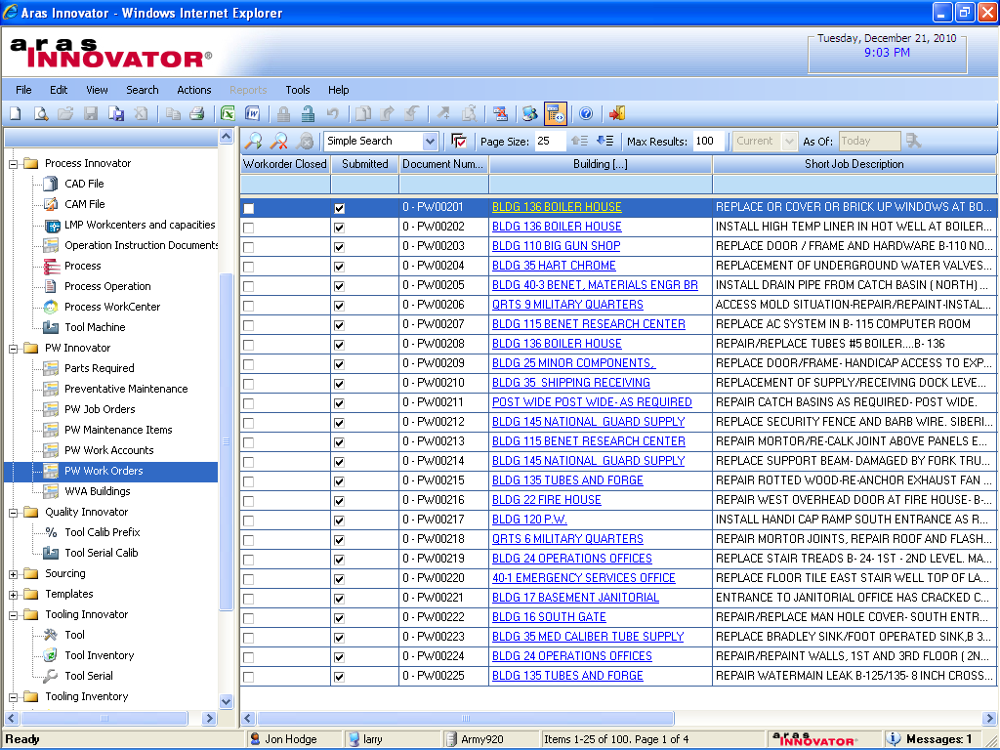 Aras Innovator - Windows Internet Explorer
aras
INNOVATOR®
Tuesday, December 21, 2010
9:03 PM
File Edit View Search Actions Reports Tools Help
Simple Search Page Size: 25 Max Results: 100 Current As Of: Today
Process Innovator
CAD File
CAM File
LMP Workcenters and capacities
Operation Instruction Documents
Process
Process Operation
Process WorkCenter
Tool Machine
PW Innovator
Parts Required
Preventative Maintenance
PW Job Orders
PW Maintenance Items
PW Work Accounts
PW Work Orders
WVA Buildings
Quality Innovator
Tool Calib Prefix
Tool Serial Calib
Sourcing
Templates
Tooling Innovator
Tool
Tool Inventory
Tool Serial
Tooling Inventory
Workorder Closed Submitted Document Num... Building [...] Short Job Description
0 - PW00201 BLDG 136 BOILER HOUSE REPLACE OR COVER OR BRICK UP WINDOWS AT BO...
0 - PW00202 BLDG 136 BOILER HOUSE INSTALL HIGH TEMP LINER IN HOT WELL AT BOILER...
0 - PW00203 BLDG 110 BIG GUN SHOP REPLACE DOOR / FRAME AND HARDWARE B-110 NO...
0 - PW00204 BLDG 35 HART CHROME REPLACEMENT OF UNDERGROUND WATER VALVES...
0 - PW00205 BLDG 40-3 BENET, MATERIALS ENGR BR INSTALL DRAIN PIPE FROM CATCH BASIN ( NORTH) ...
0 - PW00206 QRTS 9 MILITARY QUARTERS ACCESS MOLD SITUATION-REPAIR/REPAINT-INSTAL...
0 - PW00207 BLDG 115 BENET RESEARCH CENTER REPLACE AC SYSTEM IN B- 115 COMPUTER ROOM
0 - PW00208 BLDG 136 BOILER HOUSE REPAIR/REPLACE TUBES #5 BOILER....B- 136
0 - PW00209 BLDG 25 MINOR COMPONENTS, REPLACE DOOR/FRAME- HANDICAP ACCESS TO EXP...
0 - PW00210 BLDG 35 SHIPPING RECEIVING REPLACEMENT OF SUPPLY/RECEIVING DOCK LEVE...
0 - PW00211 POST WIDE POST WIDE- AS REQUIRED REPAIR CATCH BASINS AS REQUIRED- POST WIDE.
0 - PW00212 BLDG 145 NATIONAL GUARD SUPPLY REPLACE SECURITY FENCE AND BARB WIRE. SIBERI...
0 - PW00213 BLDG 115 BENET RESEARCH CENTER REPAIR MORTOR/RE-CALK JOINT ABOVE PANELS E...
0 - PW00214 BLDG 145 NATIONAL GUARD SUPPLY REPLACE SUPPORT BEAM- DAMAGED BY FORK TRU...
0 - PW00215 BLDG 135 TUBES AND FORGE REPAIR ROTTED WOOD-RE-ANCHOR EXHAUST FAN ...
0 - PW00216 BLDG 22 FIRE HOUSE REPAIR WEST OVERHEAD DOOR AT FIRE HOUSE- B-...
0 - PW00217 BLDG 120 P.W. INSTALL HANDI CAP RAMP SOUTH ENTRANCE AS R...
0 - PW00218 QRTS 6 MILITARY QUARTERS REPAIR MORTOR JOINTS, REPAIR ROOF AND FLASH...
0 - PW00219 BLDG 24 OPERATIONS OFFICES REPLACE STAIR TREADS B- 24- 1ST - 2ND LEVEL. MA...
0 - PW00220 40-1 EMERGENCY SERVICES OFFICE REPLACE FLOOR TILE EAST STAIR WELL TOP OF LA...
0 - PW00221 BLDG 17 BASEMENT JANITORIAL ENTRANCE TO JANITORIAL OFFICE HAS CRACKED C...
0 - PW00222 BLDG 16 SOUTH GATE REPAIR/REPLACE MAN HOLE COVER- SOUTH ENTR...
0 - PW00223 BLDG 35 MED CALIBER TUBE SUPPLY REPLACE BRADLEY SINK/FOOT OPERATED SINK,B 3...
0 - PW00224 BLDG 24 OPERATIONS OFFICES REPAIR/REPAINT WALLS, 1ST AND 3RD FLOOR ( 2N...
0 - PW00225 BLDG 135 TUBES AND FORGE REPAIR WATERMAIN LEAK B-125/135- 8 INCH CROSS...
Ready Jon Hodge larry Army920 Items 1-25 of 100. Page 1 of 4 aras INNOVATOR Messages: 1